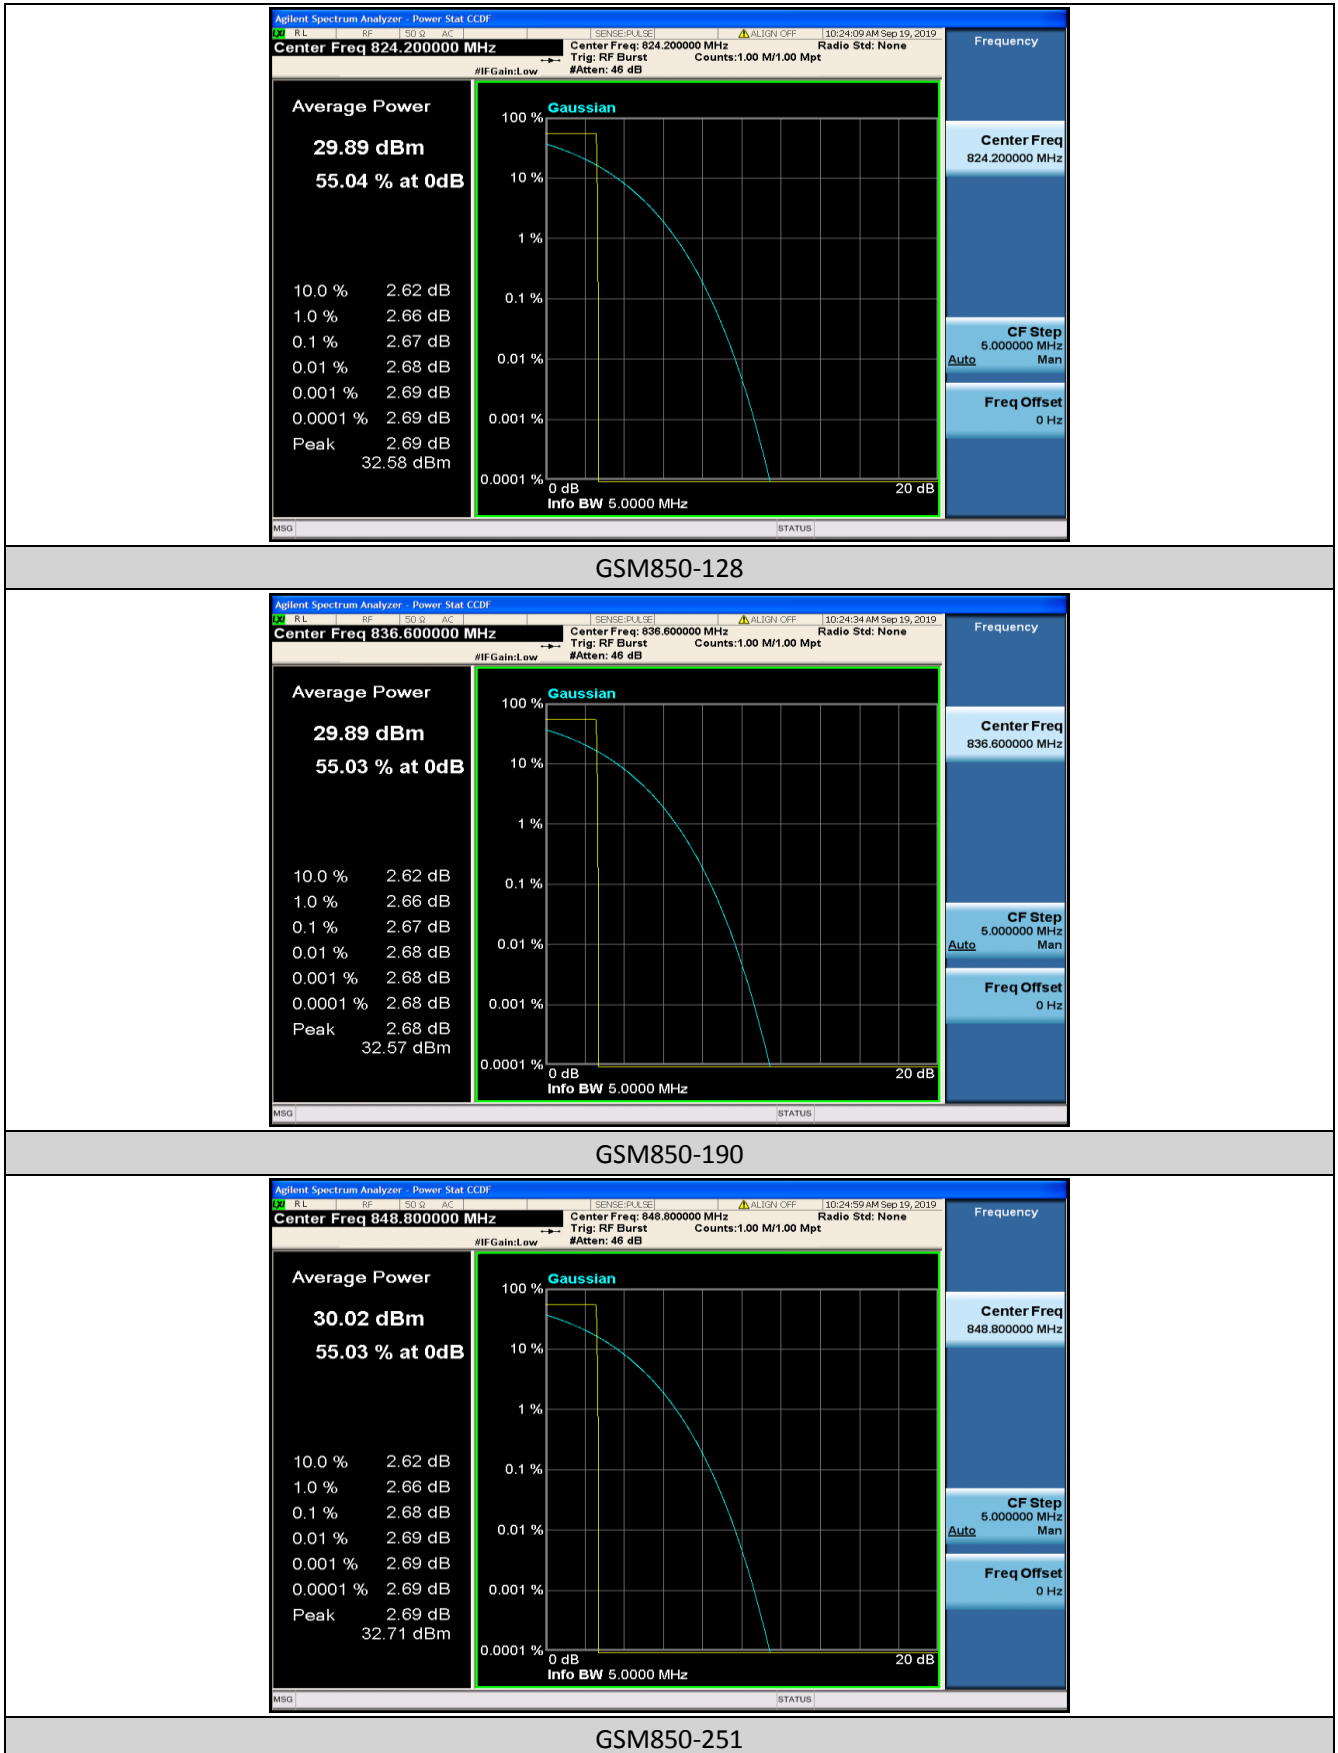 Agilent Spectrum Analyzer - Power Stat CCDF
LXI RL RF 50 Ω AC SENSE:PULSE ALIGN OFF 10:24:09 AM Sep 19, 2019
Center Freq 824.200000 MHz
Center Freq: 824.200000 MHz Radio Std: None
Trig: RF Burst Counts:1.00 M/1.00 Mpt
#IFGain:Low #Atten: 46 dB
Frequency
Average Power
29.89 dBm
55.04 % at 0dB
10.0 % 2.62 dB
1.0 % 2.66 dB
0.1 % 2.67 dB
0.01 % 2.68 dB
0.001 % 2.69 dB
0.0001 % 2.69 dB
Peak 2.69 dB
32.58 dBm
Gaussian
100 %
10 %
1 %
0.1 %
0.01 %
0.001 %
0.0001 %
0 dB 20 dB
Info BW 5.0000 MHz
Center Freq
824.200000 MHz
CF Step
5.000000 MHz
Auto Man
Freq Offset
0 Hz
MSG STATUS
GSM850-128
Agilent Spectrum Analyzer - Power Stat CCDF
LXI RL RF 50 Ω AC SENSE:PULSE ALIGN OFF 10:24:34 AM Sep 19, 2019
Center Freq 836.600000 MHz
Center Freq: 836.600000 MHz Radio Std: None
Trig: RF Burst Counts:1.00 M/1.00 Mpt
#IFGain:Low #Atten: 46 dB
Frequency
Average Power
29.89 dBm
55.03 % at 0dB
10.0 % 2.62 dB
1.0 % 2.66 dB
0.1 % 2.67 dB
0.01 % 2.68 dB
0.001 % 2.68 dB
0.0001 % 2.68 dB
Peak 2.68 dB
32.57 dBm
Gaussian
100 %
10 %
1 %
0.1 %
0.01 %
0.001 %
0.0001 %
0 dB 20 dB
Info BW 5.0000 MHz
Center Freq
836.600000 MHz
CF Step
5.000000 MHz
Auto Man
Freq Offset
0 Hz
MSG STATUS
GSM850-190
Agilent Spectrum Analyzer - Power Stat CCDF
LXI RL RF 50 Ω AC SENSE:PULSE ALIGN OFF 10:24:59 AM Sep 19, 2019
Center Freq 848.800000 MHz
Center Freq: 848.800000 MHz Radio Std: None
Trig: RF Burst Counts:1.00 M/1.00 Mpt
#IFGain:Low #Atten: 46 dB
Frequency
Average Power
30.02 dBm
55.03 % at 0dB
10.0 % 2.62 dB
1.0 % 2.66 dB
0.1 % 2.68 dB
0.01 % 2.69 dB
0.001 % 2.69 dB
0.0001 % 2.69 dB
Peak 2.69 dB
32.71 dBm
Gaussian
100 %
10 %
1 %
0.1 %
0.01 %
0.001 %
0.0001 %
0 dB 20 dB
Info BW 5.0000 MHz
Center Freq
848.800000 MHz
CF Step
5.000000 MHz
Auto Man
Freq Offset
0 Hz
MSG STATUS
GSM850-251